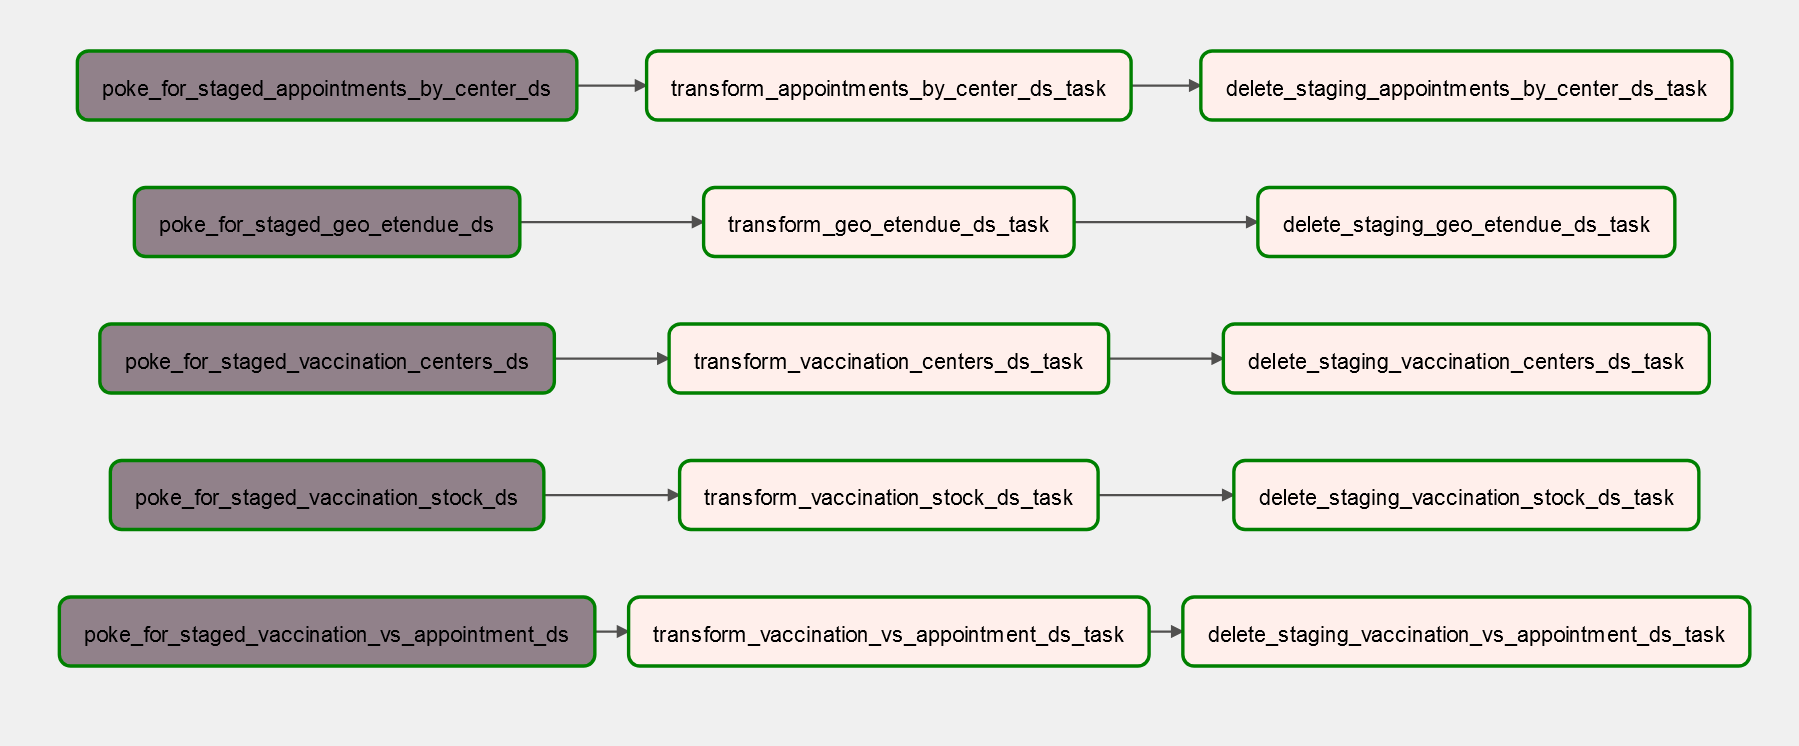 poke_for_staged_appointments_by_center_ds transform_appointments_by_center_ds_task delete_staging_appointments_by_center_ds_task
poke_for_staged_geo_etendue_ds transform_geo_etendue_ds_task delete_staging_geo_etendue_ds_task
poke_for_staged_vaccination_centers_ds transform_vaccination_centers_ds_task delete_staging_vaccination_centers_ds_task
poke_for_staged_vaccination_stock_ds transform_vaccination_stock_ds_task delete_staging_vaccination_stock_ds_task
poke_for_staged_vaccination_vs_appointment_ds transform_vaccination_vs_appointment_ds_task delete_staging_vaccination_vs_appointment_ds_task